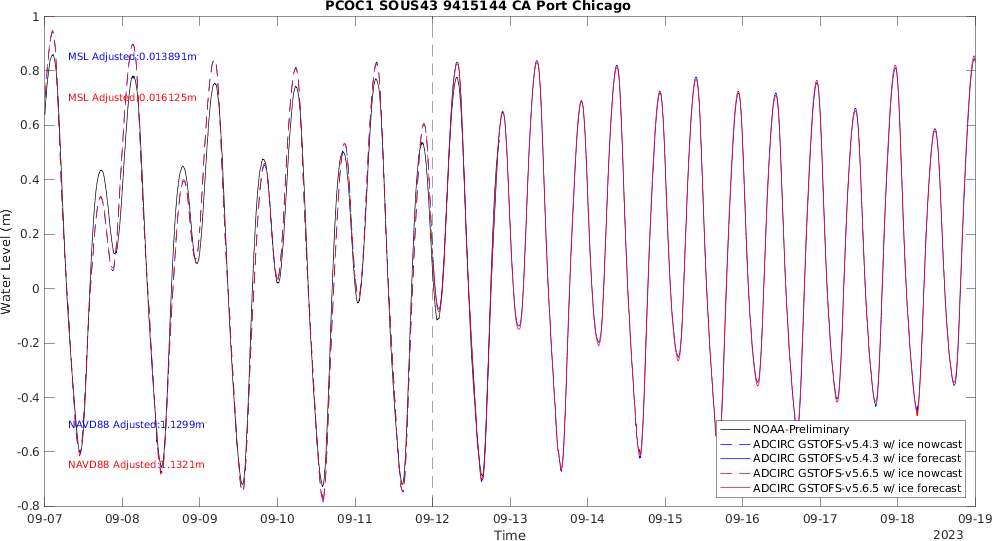 PCOC1 SOUS43 9415144 CA Port Chicago
1
0.8
0.6
0.4
0.2
0
-0.2
-0.4
-0.6
-0.8
Water Level (m)
MSL Adjusted:0.013891m
MSL Adjusted:0.016125m
NAVD88 Adjusted:1.1299m
NAVD88 Adjusted:1.1321m
NOAA-Preliminary
ADCIRC GSTOFS-v5.4.3 w/ ice nowcast
ADCIRC GSTOFS-v5.4.3 w/ ice forecast
ADCIRC GSTOFS-v5.6.5 w/ ice nowcast
ADCIRC GSTOFS-v5.6.5 w/ ice forecast
09-07 09-08 09-09 09-10 09-11 09-12 09-13 09-14 09-15 09-16 09-17 09-18 09-19
Time
2023